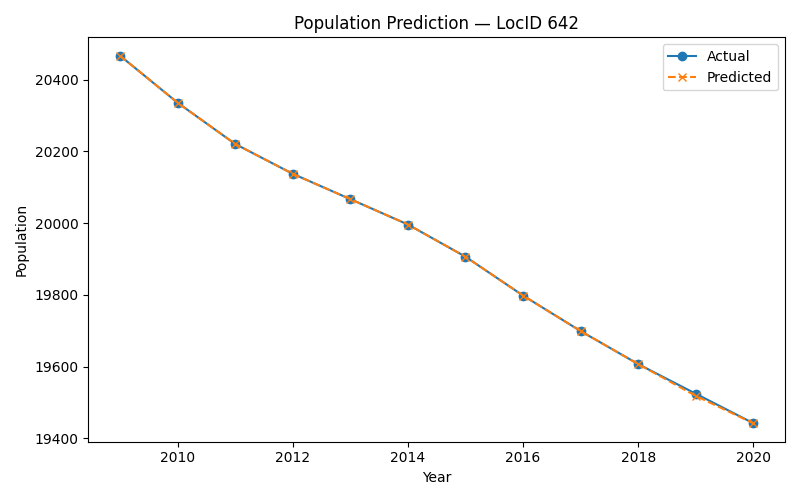 Population Prediction — LocID 642
Actual
Predicted
Population
20400
20200
20000
19800
19600
19400
2010 2012 2014 2016 2018 2020
Year